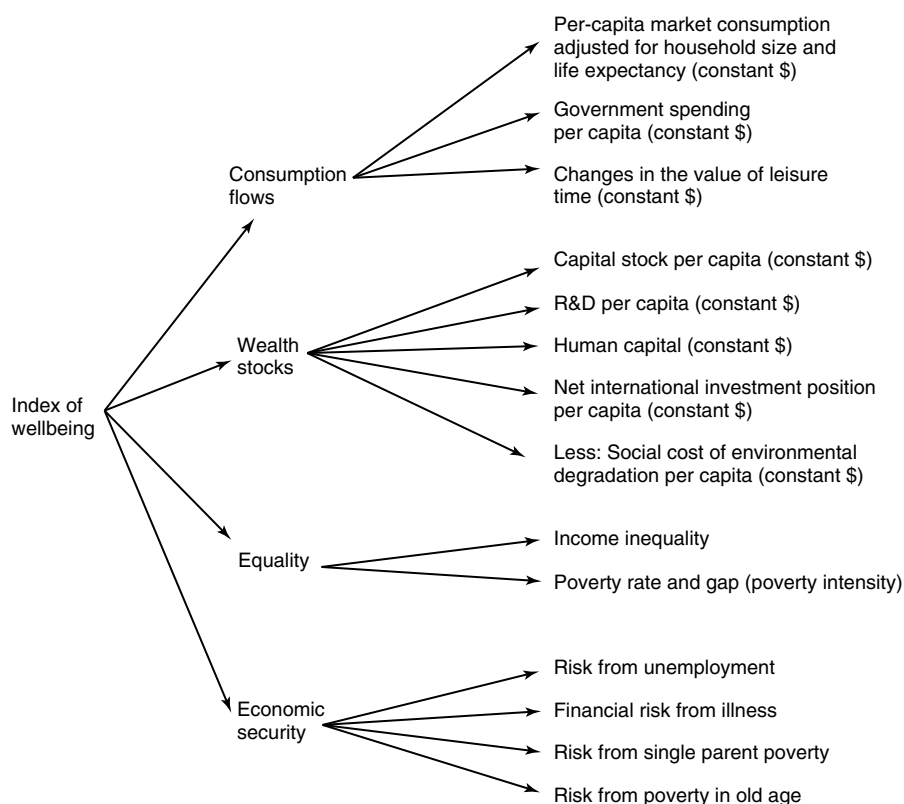 Per-capita market consumption
adjusted for household size and
life expectancy (constant $)
Government spending
per capita (constant $)
Consumption
flows
Changes in the value of leisure
time (constant $)
Capital stock per capita (constant $)
R&D per capita (constant $)
Wealth
stocks
Human capital (constant $)
Net international investment position
per capita (constant $)
Index of
wellbeing
Less: Social cost of environmental
degradation per capita (constant $)
Income inequality
Equality
Poverty rate and gap (poverty intensity)
Risk from unemployment
Economic
security
Financial risk from illness
Risk from single parent poverty
Risk from poverty in old age